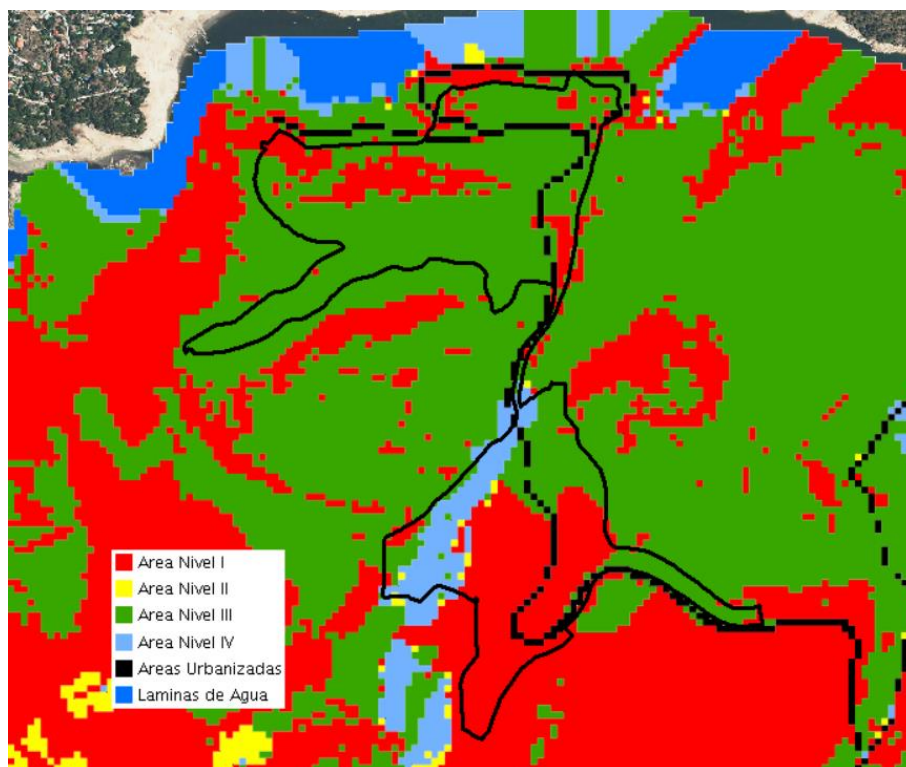 Area Nivel I
Area Nivel II
Area Nivel III
Area Nivel IV
Areas Urbanizadas
Laminas de Agua